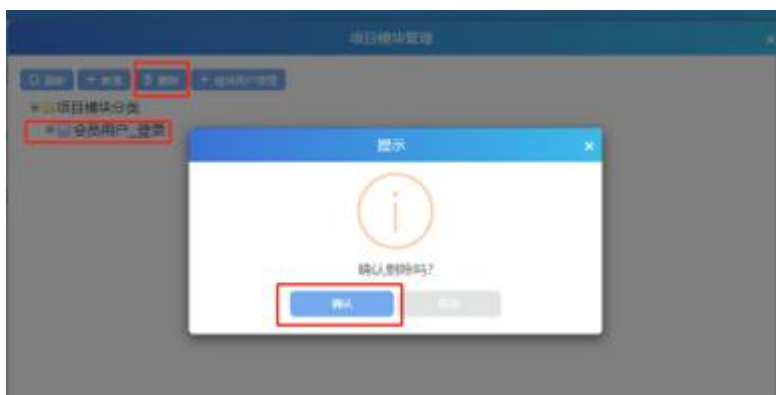 项目模块管理
刷新 新增 删除 模块用户管理
项目模块分类
会员用户_登录
提示
确认删除吗?
确认 取消